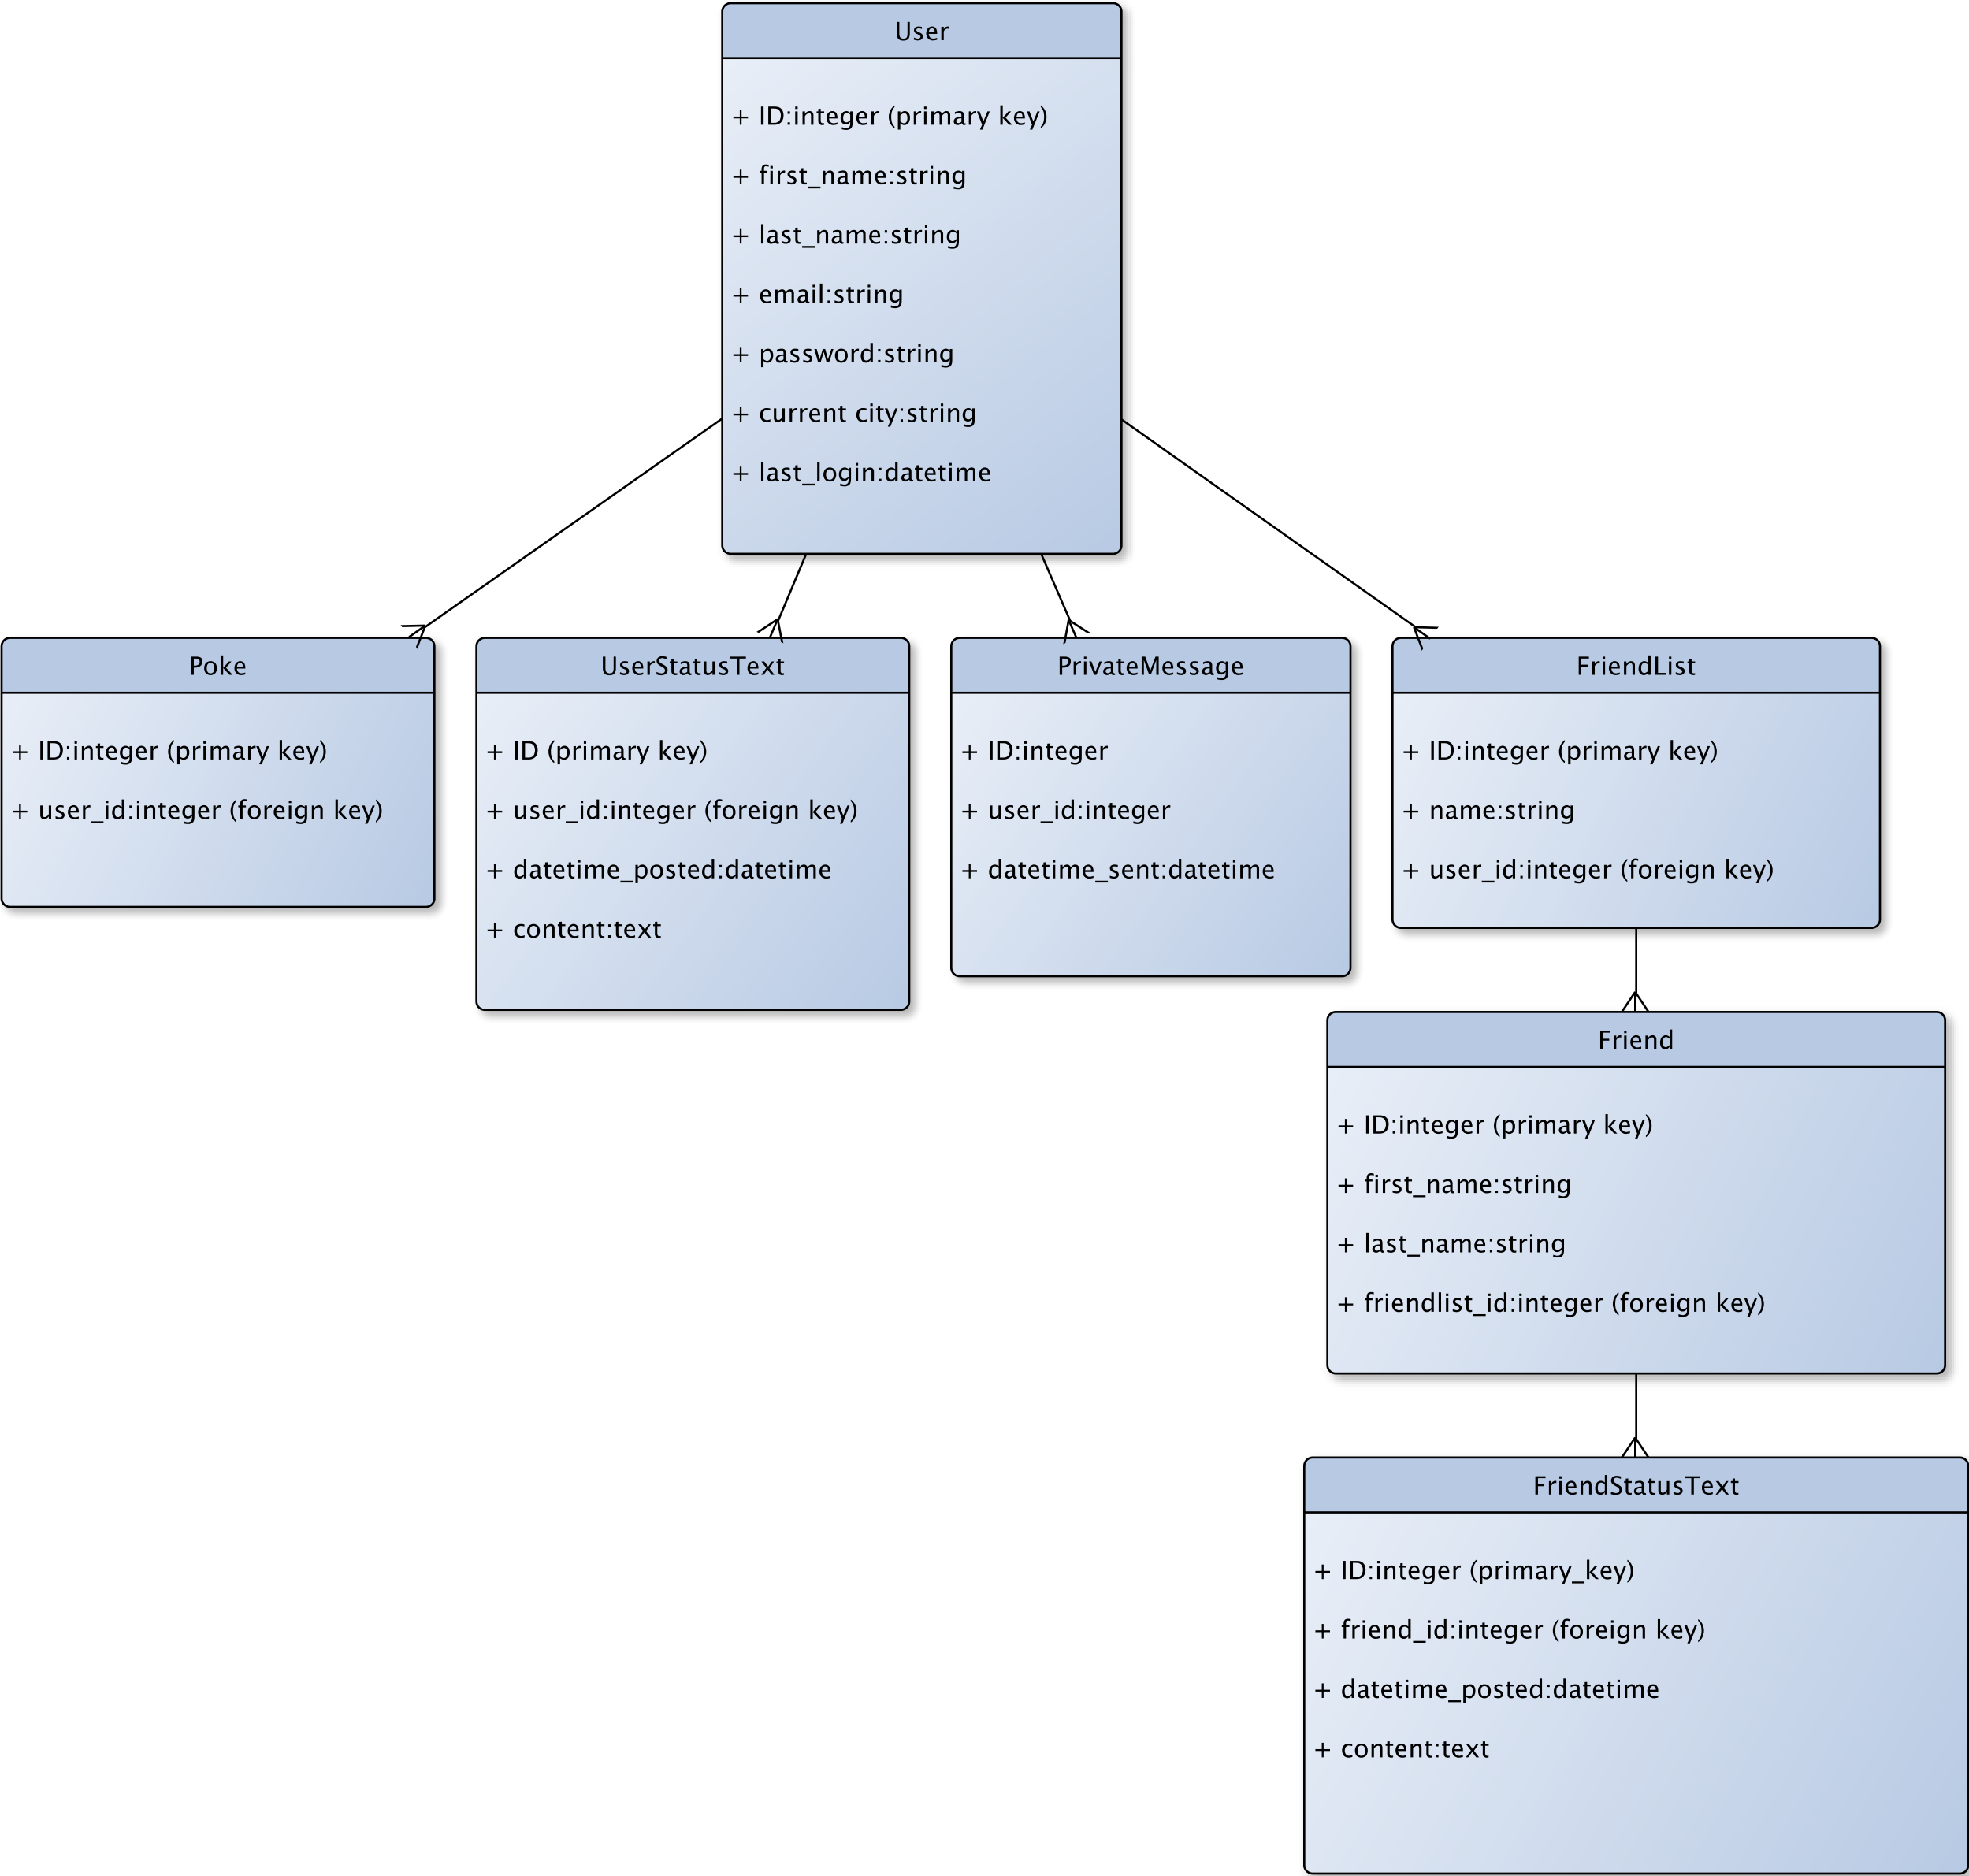 User
+ ID:integer (primary key)
+ first_name:string
+ last_name:string
+ email:string
+ password:string
+ current city:string
+ last_login:datetime
Poke
+ ID:integer (primary key)
+ user_id:integer (foreign key)
UserStatusText
+ ID (primary key)
+ user_id:integer (foreign key)
+ datetime_posted:datetime
+ content:text
PrivateMessage
+ ID:integer
+ user_id:integer
+ datetime_sent:datetime
FriendList
+ ID:integer (primary key)
+ name:string
+ user_id:integer (foreign key)
Friend
+ ID:integer (primary key)
+ first_name:string
+ last_name:string
+ friendlist_id:integer (foreign key)
FriendStatusText
+ ID:integer (primary_key)
+ friend_id:integer (foreign key)
+ datetime_posted:datetime
+ content:text